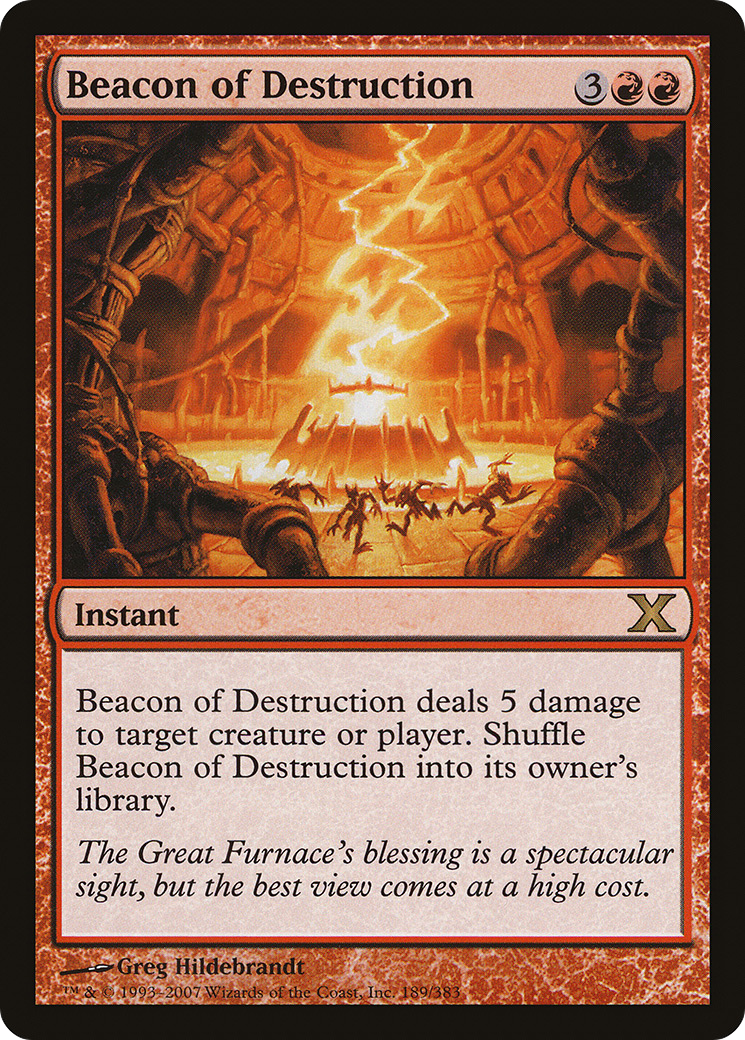 Beacon of Destruction 3
Instant X
Beacon of Destruction deals 5 damage
to target creature or player. Shuffle
Beacon of Destruction into its owner's
library.
The Great Furnace's blessing is a spectacular
sight, but the best view comes at a high cost.
Greg Hildebrandt
™ & © 1993–2007 Wizards of the Coast, Inc. 189/383